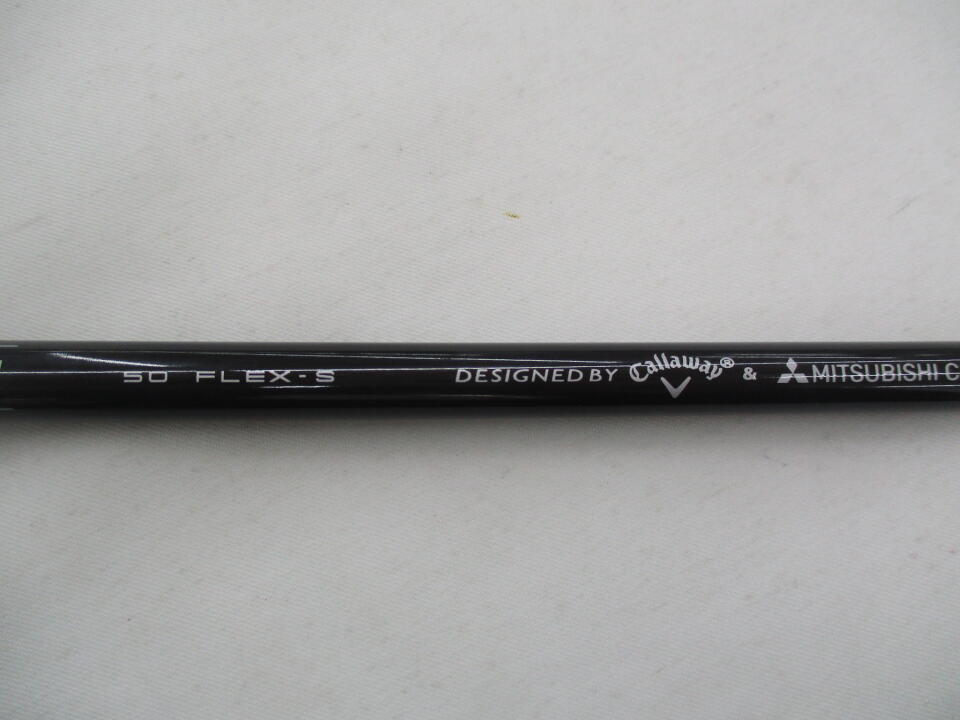 50 FLEX-S DESIGNED BY Callaway® & MITSUBISHI C